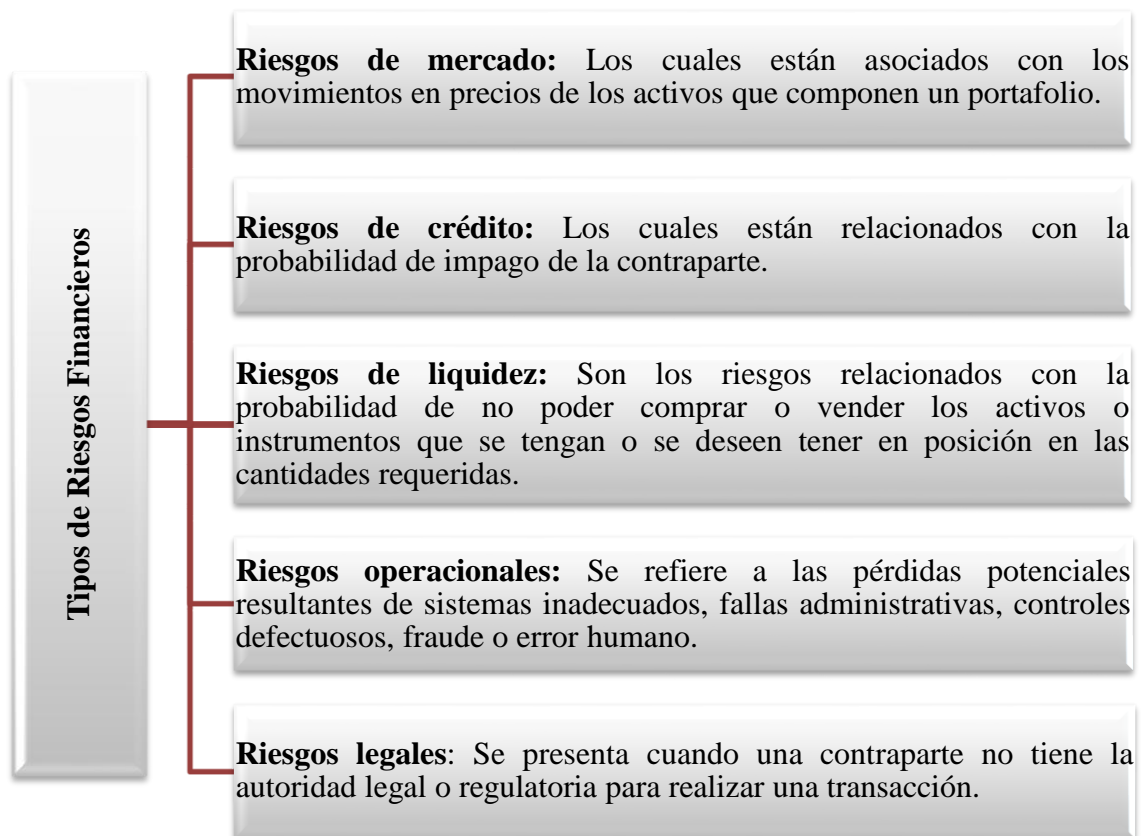 Tipos de Riesgos Financieros
Riesgos de mercado: Los cuales están asociados con los
movimientos en precios de los activos que componen un portafolio.
Riesgos de crédito: Los cuales están relacionados con la
probabilidad de impago de la contraparte.
Riesgos de liquidez: Son los riesgos relacionados con la
probabilidad de no poder comprar o vender los activos o
instrumentos que se tengan o se deseen tener en posición en las
cantidades requeridas.
Riesgos operacionales: Se refiere a las pérdidas potenciales
resultantes de sistemas inadecuados, fallas administrativas, controles
defectuosos, fraude o error humano.
Riesgos legales: Se presenta cuando una contraparte no tiene la
autoridad legal o regulatoria para realizar una transacción.